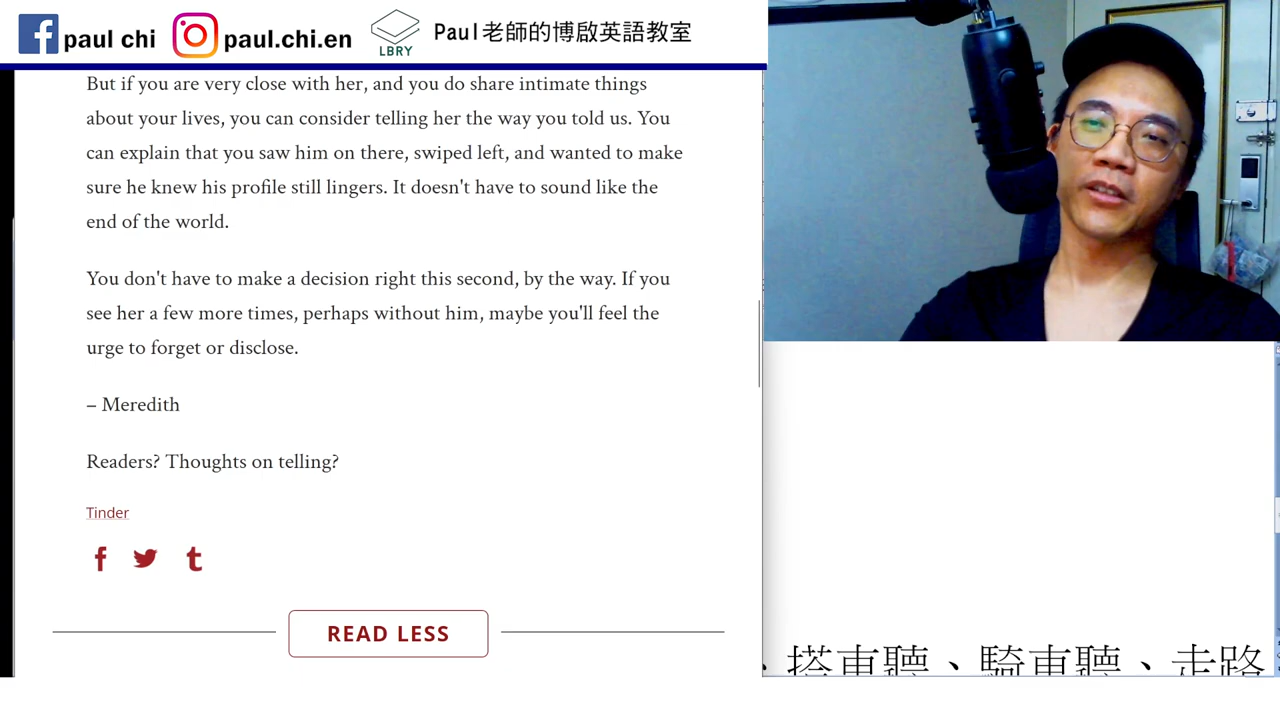 paul chi
paul.chi.en
LBRY
Paul老師的博啟英語教室
But if you are very close with her, and you do share intimate things
about your lives, you can consider telling her the way you told us. You
can explain that you saw him on there, swiped left, and wanted to make
sure he knew his profile still lingers. It doesn't have to sound like the
end of the world.
You don't have to make a decision right this second, by the way. If you
see her a few more times, perhaps without him, maybe you'll feel the
urge to forget or disclose.
– Meredith
Readers? Thoughts on telling?
Tinder
READ LESS
、搭車聽、騎車聽、走路